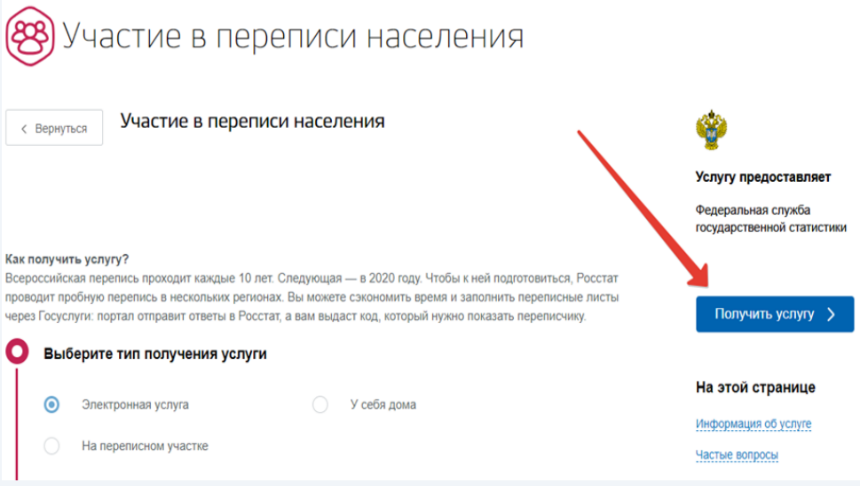 Участие в переписи населения
Вернуться
Участие в переписи населения
Услугу предоставляет
Федеральная служба
государственной статистики
Как получить услугу?
Всероссийская перепись проходит каждые 10 лет. Следующая — в 2020 году. Чтобы к ней подготовиться, Росстат
проводит пробную перепись в нескольких регионах. Вы можете сэкономить время и заполнить переписные листы
через Госуслуги: портал отправит ответы в Росстат, а вам выдаст код, который нужно показать переписчику.
Получить услугу
Выберите тип получения услуги
Электронная услуга
У себя дома
На переписном участке
На этой странице
Информация об услуге
Частые вопросы